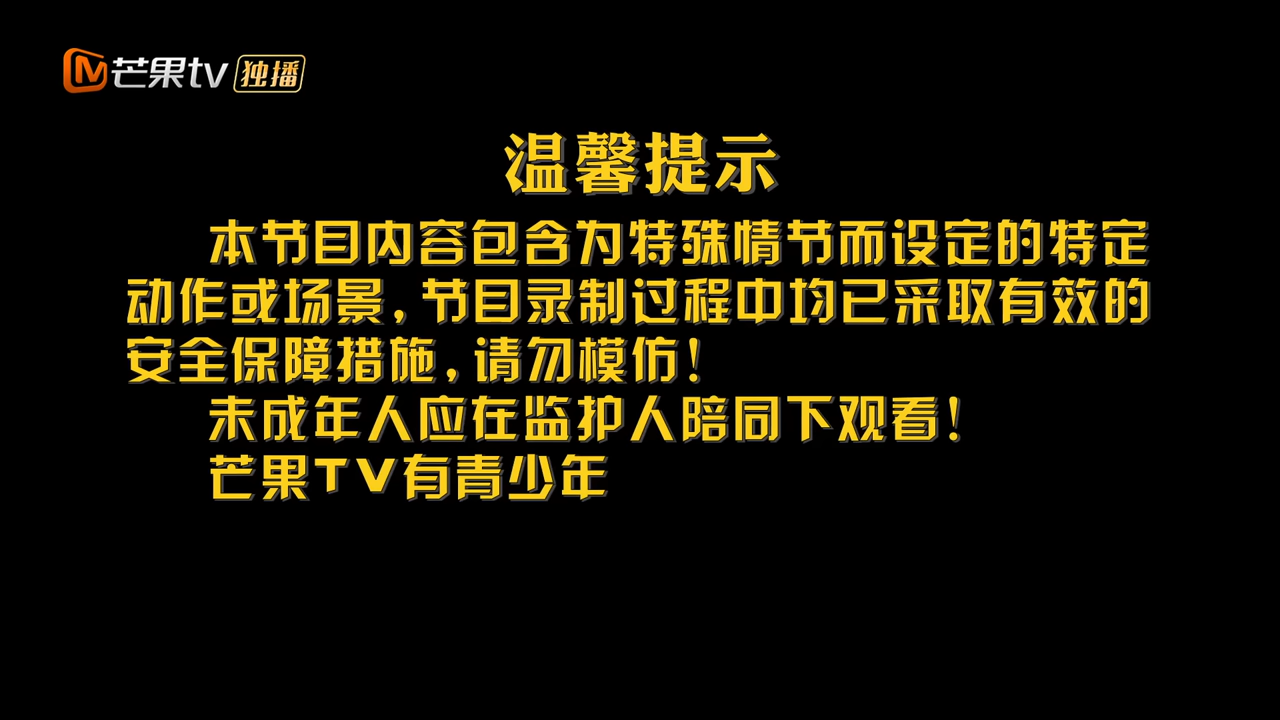 芒果tv 独播
温馨提示
本节目内容包含为特殊情节而设定的特定
动作或场景，节目录制过程中均已采取有效的
安全保障措施，请勿模仿！
未成年人应在监护人陪同下观看！
芒果TV有青少年